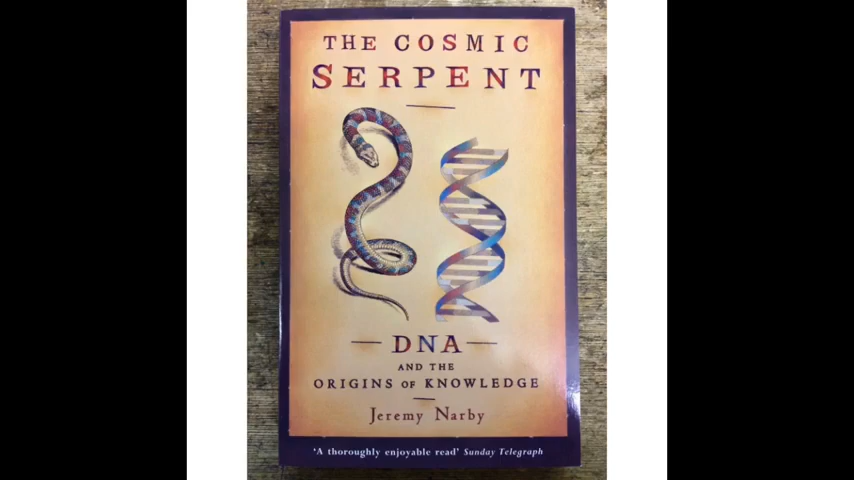 THE COSMIC
SERPENT
DNA
AND THE
ORIGINS OF KNOWLEDGE
Jeremy Narby
'A thoroughly enjoyable read' Sunday Telegraph